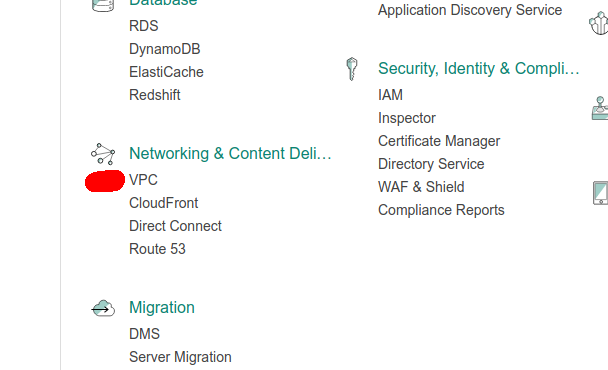 Database
RDS
DynamoDB
ElastiCache
Redshift
Networking & Content Deli…
VPC
CloudFront
Direct Connect
Route 53
Migration
DMS
Server Migration
Application Discovery Service
Security, Identity & Compli…
IAM
Inspector
Certificate Manager
Directory Service
WAF & Shield
Compliance Reports